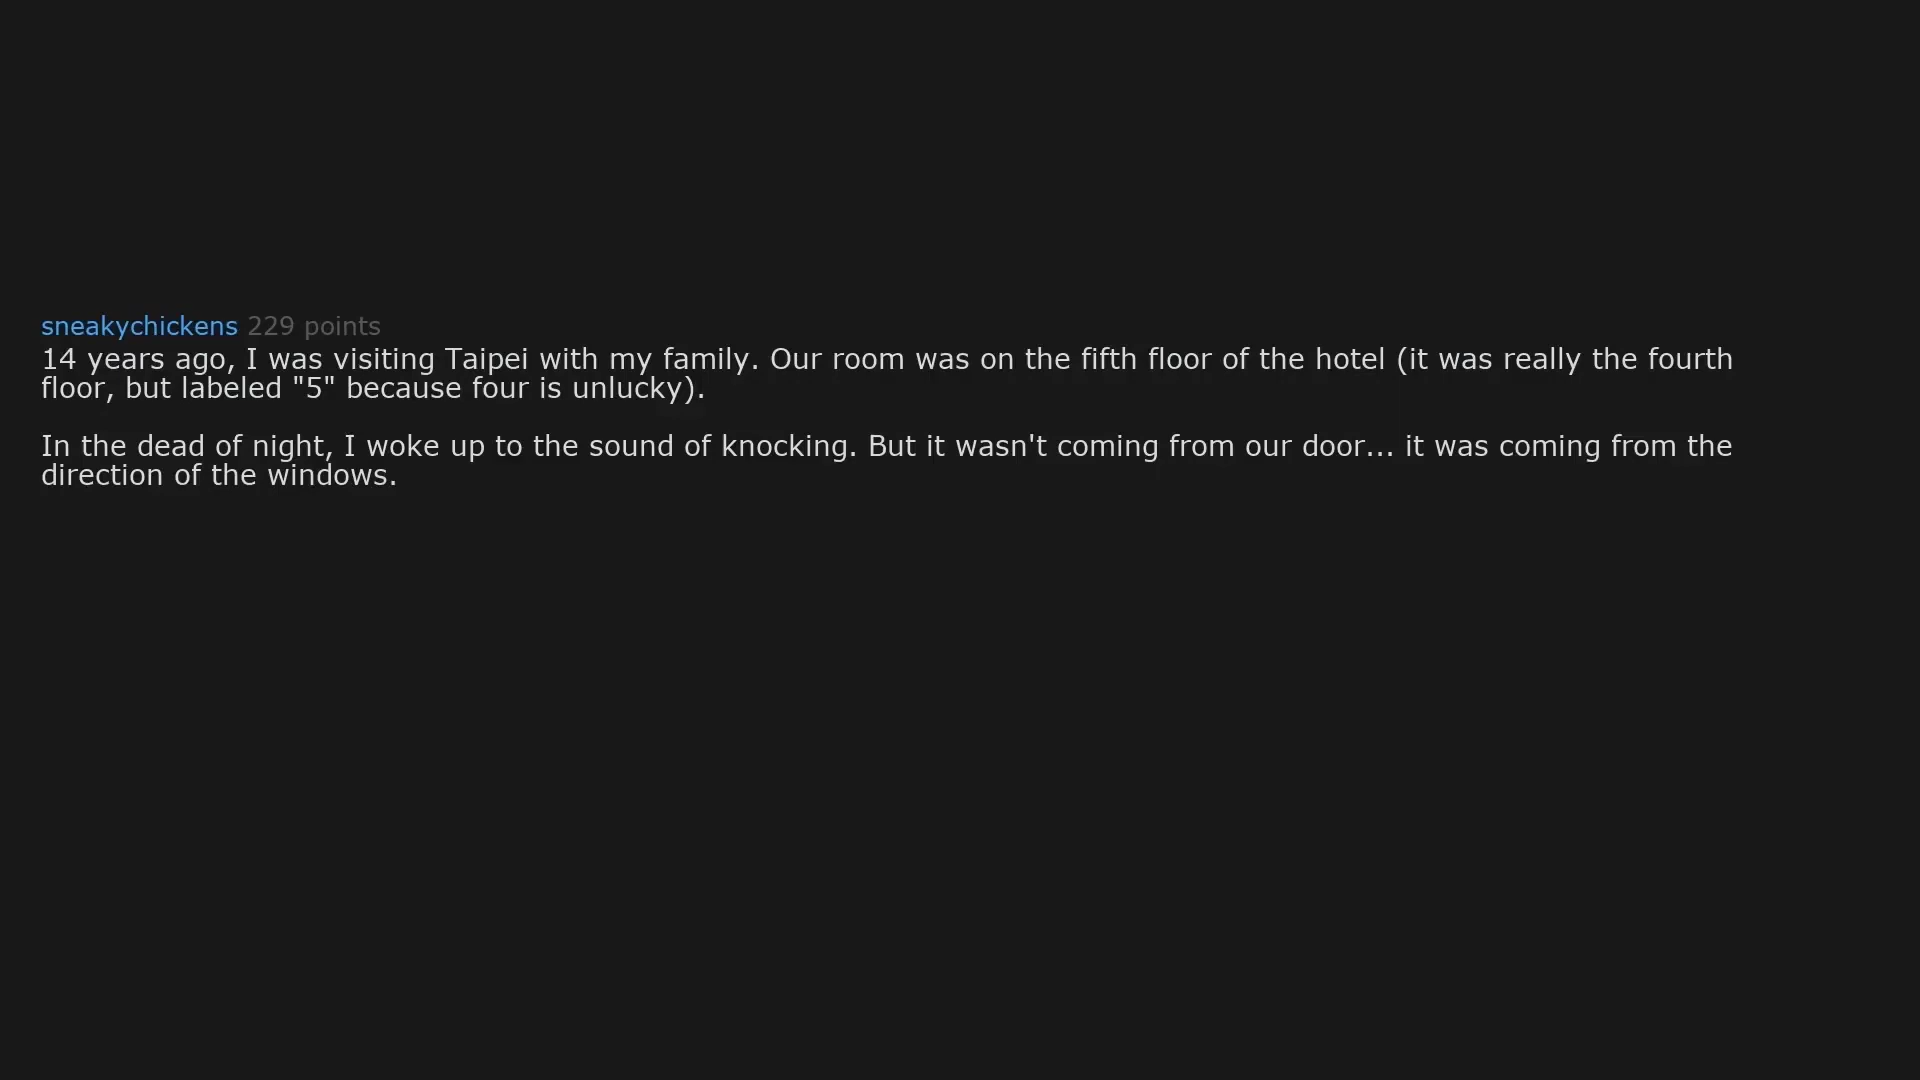 sneakychickens 229 points
14 years ago, I was visiting Taipei with my family. Our room was on the fifth floor of the hotel (it was really the fourth
floor, but labeled "5" because four is unlucky).
In the dead of night, I woke up to the sound of knocking. But it wasn't coming from our door... it was coming from the
direction of the windows.